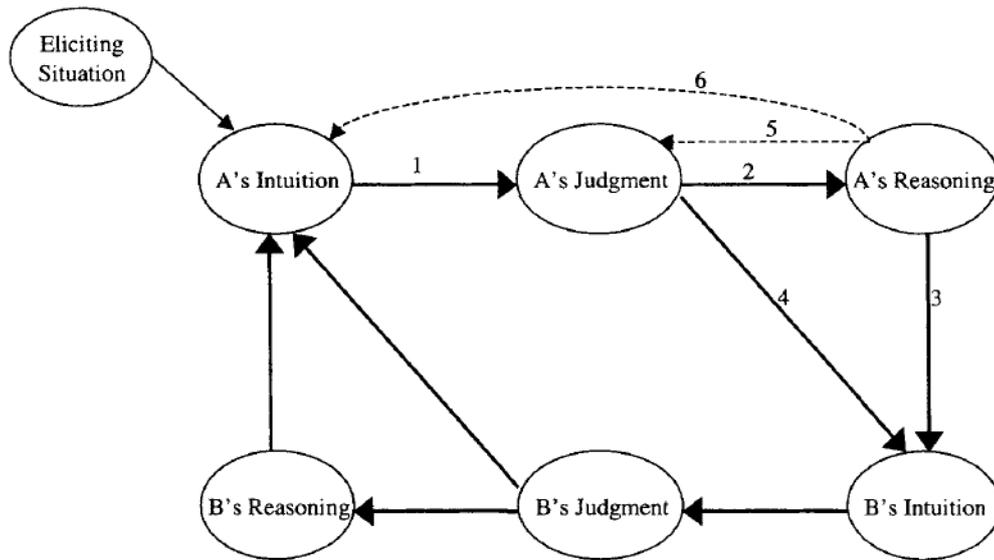 Eliciting
Situation
6
5
A's Intuition
1
A's Judgment
2
A's Reasoning
4
3
B's Reasoning
B's Judgment
B's Intuition